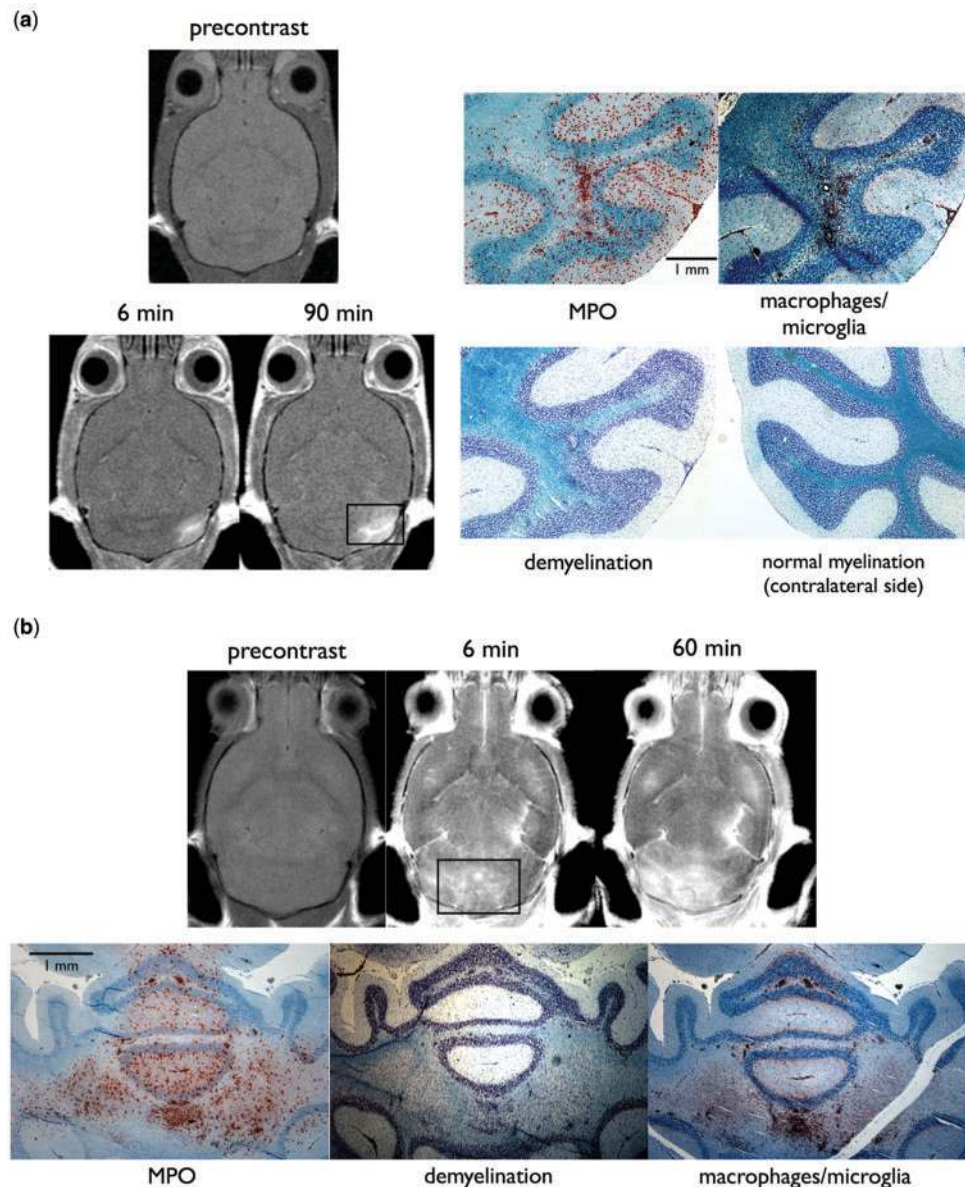 (a)
precontrast
6 min
90 min
1 mm
MPO
macrophages/
microglia
demyelination
normal myelination
(contralateral side)
(b)
precontrast
6 min
60 min
1 mm
MPO
demyelination
macrophages/microglia